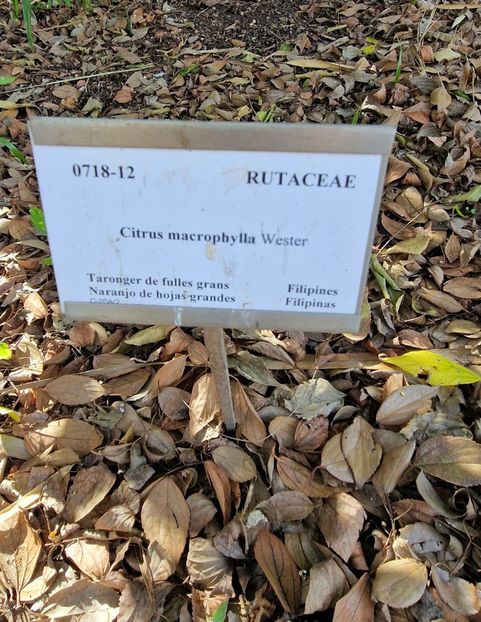 0718-12 RUTACEAE
Citrus macrophylla Wester
Taronger de fulles grans Filipines
Naranjo de hojas grandes Filipinas